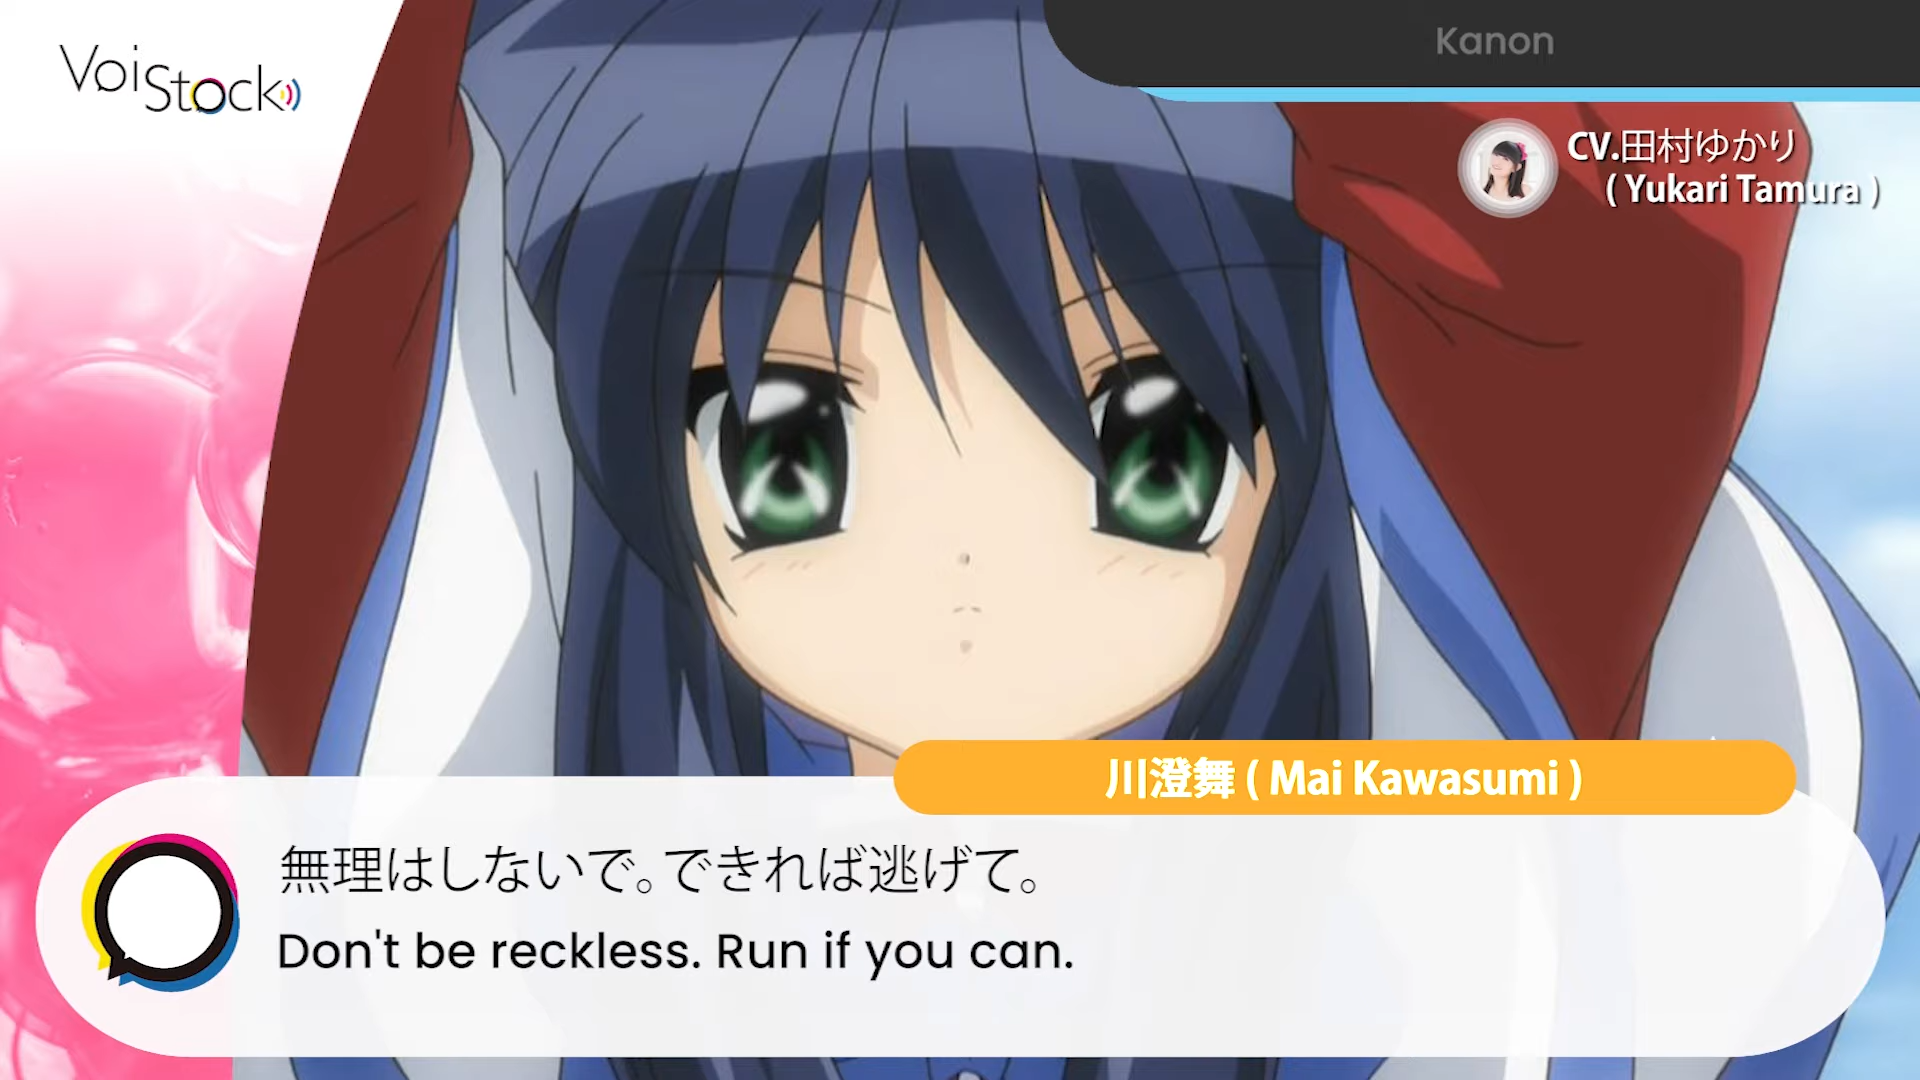 VoiStock
Kanon
CV.田村ゆかり
( Yukari Tamura )
川澄舞 ( Mai Kawasumi )
無理はしないで。できれば逃げて。
Don't be reckless. Run if you can.